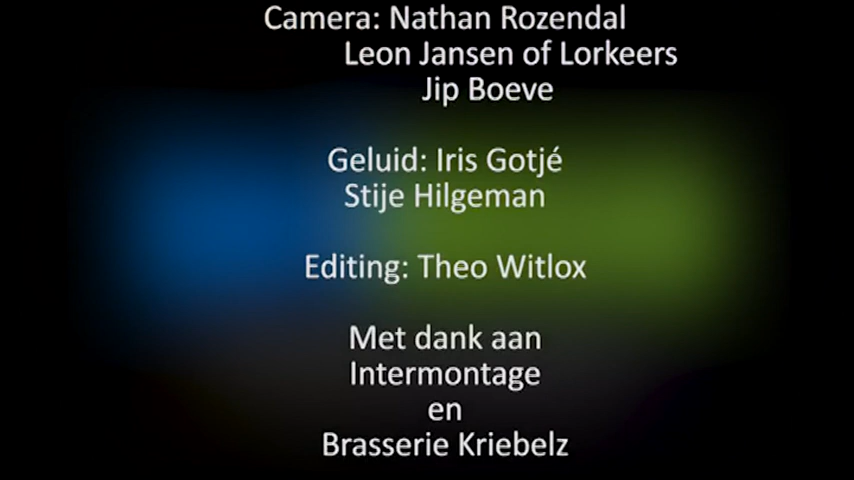 Camera: Nathan Rozendal
Leon Jansen of Lorkeers
Jip Boeve
Geluid: Iris Gotjé
Stije Hilgeman
Editing: Theo Witlox
Met dank aan
Intermontage
en
Brasserie Kriebelz